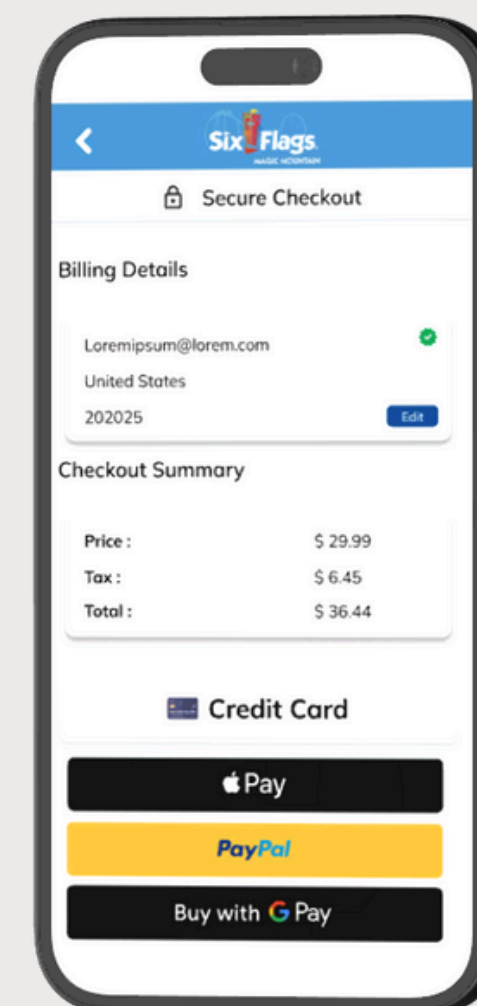 Six Flags
MAGIC MOUNTAIN
Secure Checkout
Billing Details
Loremipsum@lorem.com
United States
202025
Edit
Checkout Summary
Price : $ 29.99
Tax : $ 6.45
Total : $ 36.44
Credit Card
Pay
PayPal
Buy with G Pay